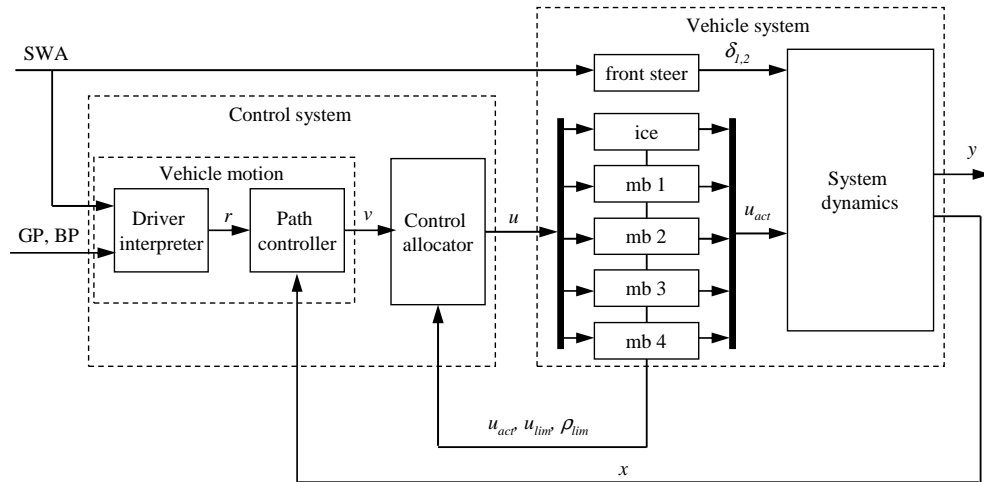 Vehicle system
SWA
front steer
δ1,2
Control system
ice
Vehicle motion
mb 1
y
Driver
interpreter
r
Path
controller
v
Control
allocator
u
mb 2
uact
System
dynamics
GP, BP
mb 3
mb 4
uact, ulim, ρlim
x